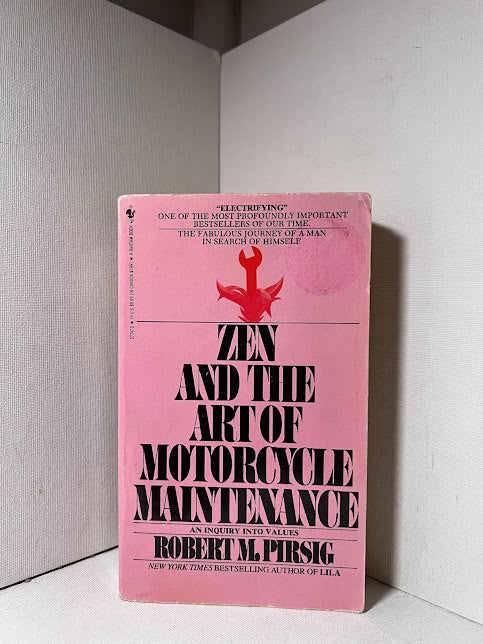 "ELECTRIFYING"
ONE OF THE MOST PROFOUNDLY IMPORTANT
BESTSELLERS OF OUR TIME.
THE FABULOUS JOURNEY OF A MAN
IN SEARCH OF HIMSELF
ZEN
AND THE
ART OF
MOTORCYCLE
MAINTENANCE
AN INQUIRY INTO VALUES
ROBERT M. PIRSIG
NEW YORK TIMES BESTSELLING AUTHOR OF LILA